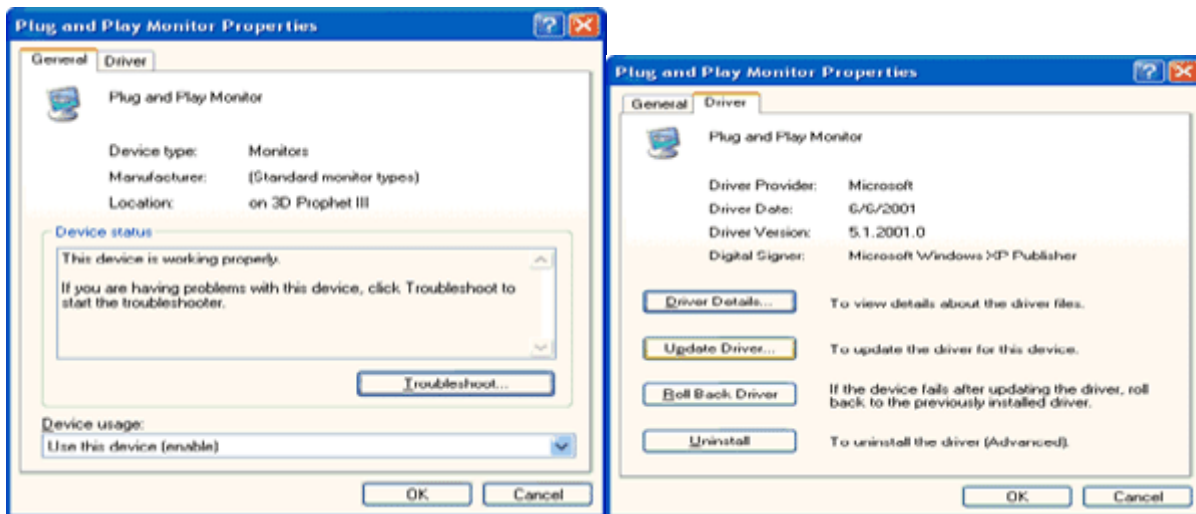 Plug and Play Monitor Properties
General
Driver
Plug and Play Monitor
Device type: Monitors
Manufacturer: (Standard monitor types)
Location: on 3D Prophet III
Device status
This device is working properly.
If you are having problems with this device, click Troubleshoot to
start the troubleshooter.
Troubleshoot...
Device usage:
Use this device (enable)
OK
Cancel
Plug and Play Monitor Properties
General
Driver
Plug and Play Monitor
Driver Provider: Microsoft
Driver Date: 6/6/2001
Driver Version: 5.1.2001.0
Digital Signer: Microsoft Windows XP Publisher
Driver Details... To view details about the driver files.
Update Driver... To update the driver for this device.
Roll Back Driver If the device fails after updating the driver, roll
back to the previously installed driver.
Uninstall To uninstall the driver (Advanced).
OK
Cancel